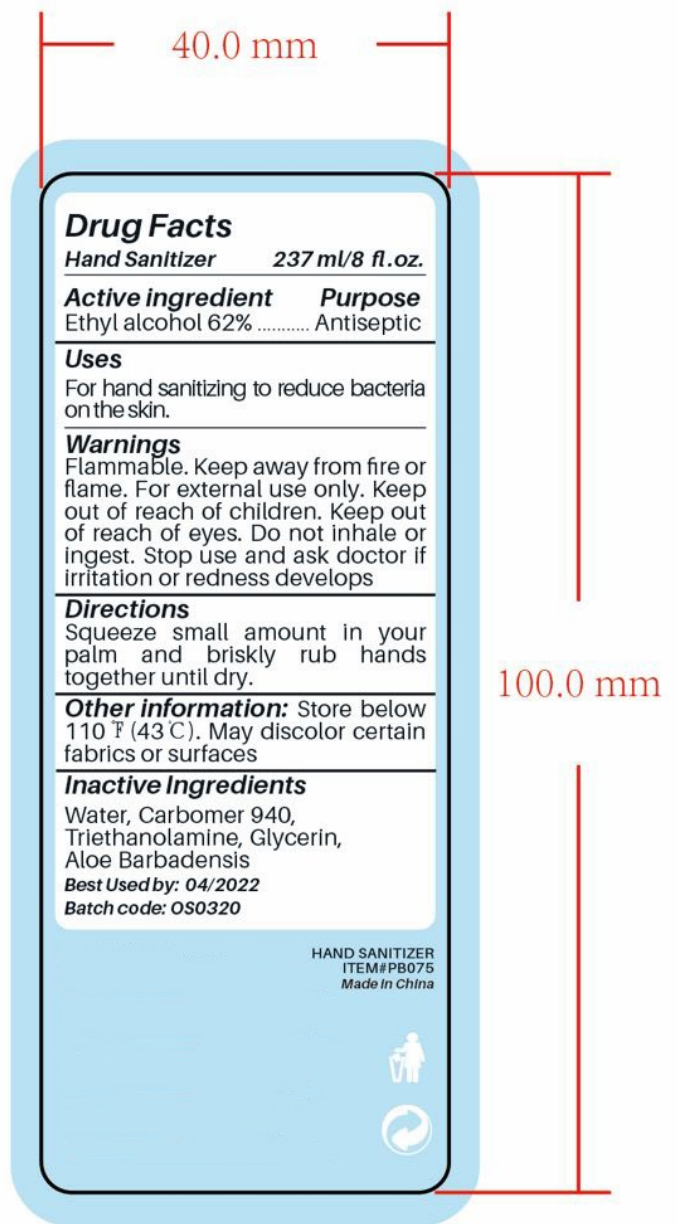 40.0 mm
Drug Facts
Hand Sanitizer 237 ml/8 fl.oz.
Active ingredient Purpose
Ethyl alcohol 62% ........... Antiseptic
Uses
For hand sanitizing to reduce bacteria
on the skin.
Warnings
Flammable. Keep away from fire or
flame. For external use only. Keep
out of reach of children. Keep out
of reach of eyes. Do not inhale or
ingest. Stop use and ask doctor if
irritation or redness develops
Directions
Squeeze small amount in your
palm and briskly rub hands
together until dry.
Other information: Store below
110℉ (43℃). May discolor certain
fabrics or surfaces
100.0 mm
Inactive Ingredients
Water, Carbomer 940,
Triethanolamine, Glycerin,
Aloe Barbadensis
Best Used by: 04/2022
Batch code: OS0320
HAND SANITIZER
ITEM#PB075
Made In China